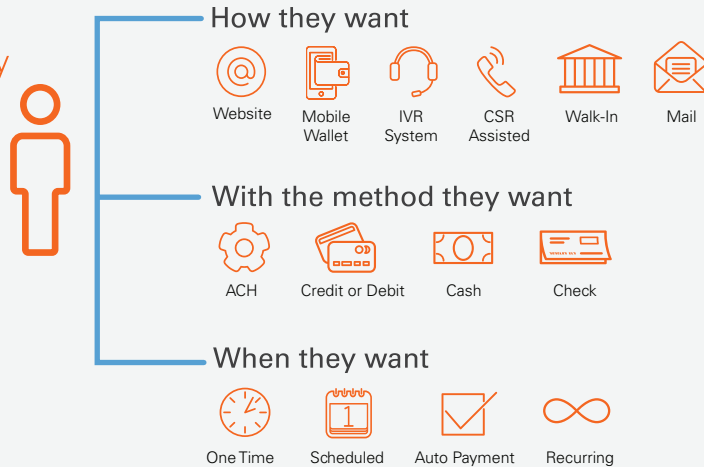 How they want
Website
Mobile Wallet
IVR System
CSR Assisted
Walk-In
Mail
With the method they want
ACH
Credit or Debit
Cash
Check
When they want
1
One Time
Scheduled
Auto Payment
Recurring